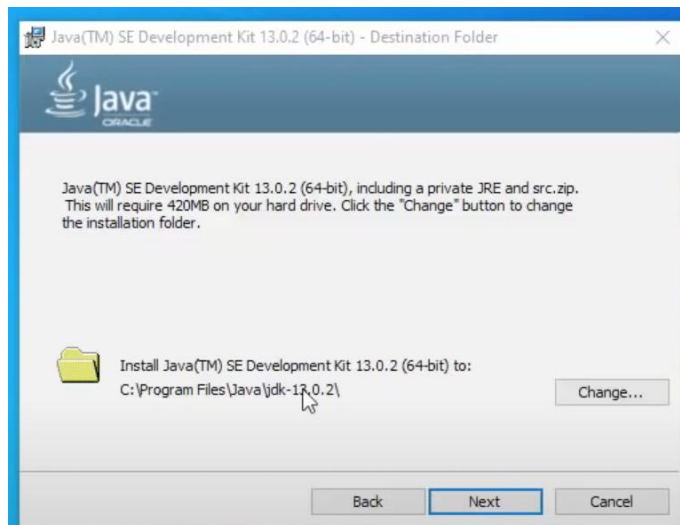 Java(TM) SE Development Kit 13.0.2 (64-bit) - Destination Folder
Java™
ORACLE
Java(TM) SE Development Kit 13.0.2 (64-bit), including a private JRE and src.zip.
This will require 420MB on your hard drive. Click the "Change" button to change
the installation folder.
Install Java(TM) SE Development Kit 13.0.2 (64-bit) to:
C:\Program Files\Java\jdk-13.0.2\
Change...
Back
Next
Cancel